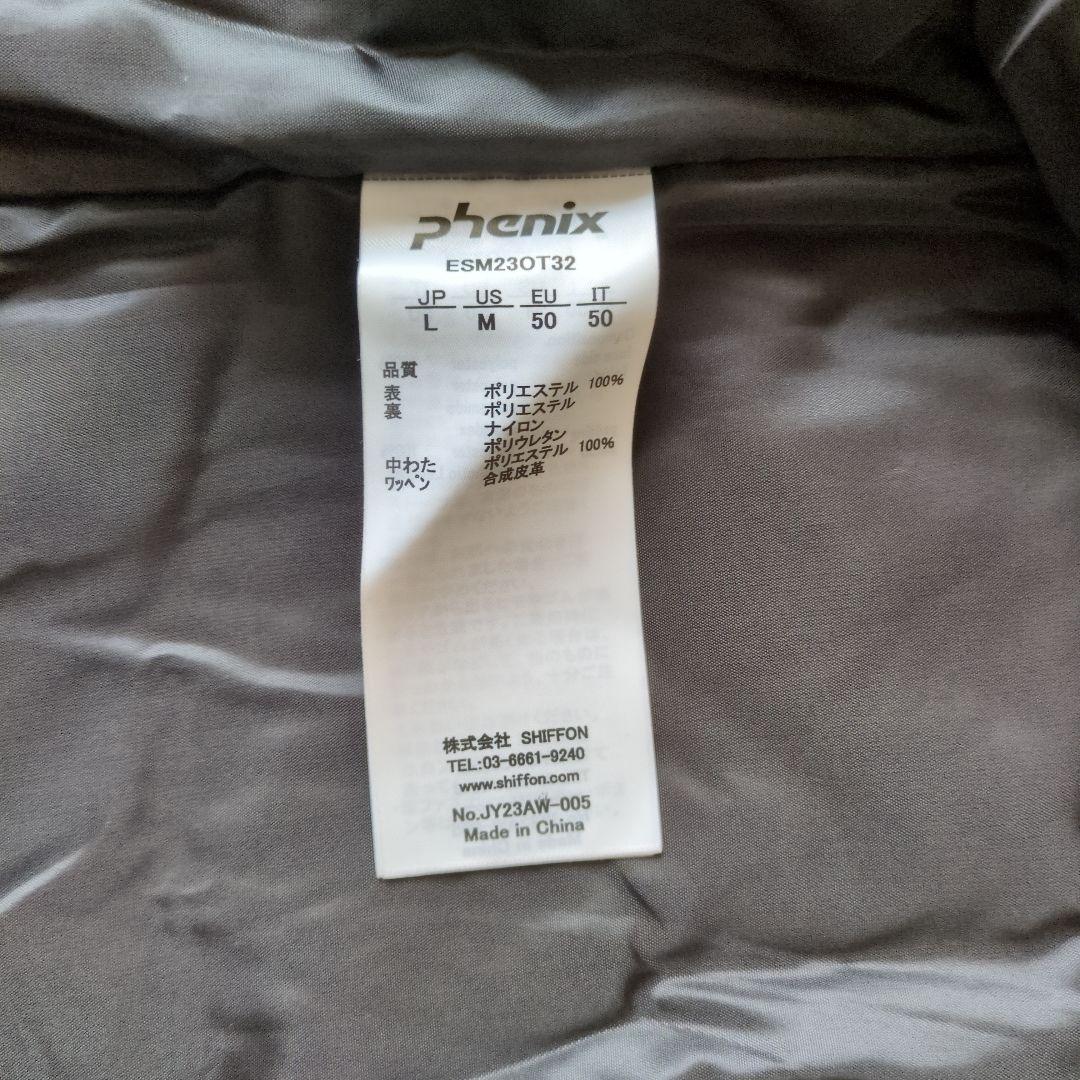 phenix
ESM23OT32
JP US EU IT
L M 50 50
品質
表 ポリエステル 100%
裏 ポリエステル
ナイロン
ポリウレタン
中わた ポリエステル 100%
ワッペン 合成皮革
株式会社 SHIFFON
TEL:03-6661-9240
www.shiffon.com
No.JY23AW-005
Made in China